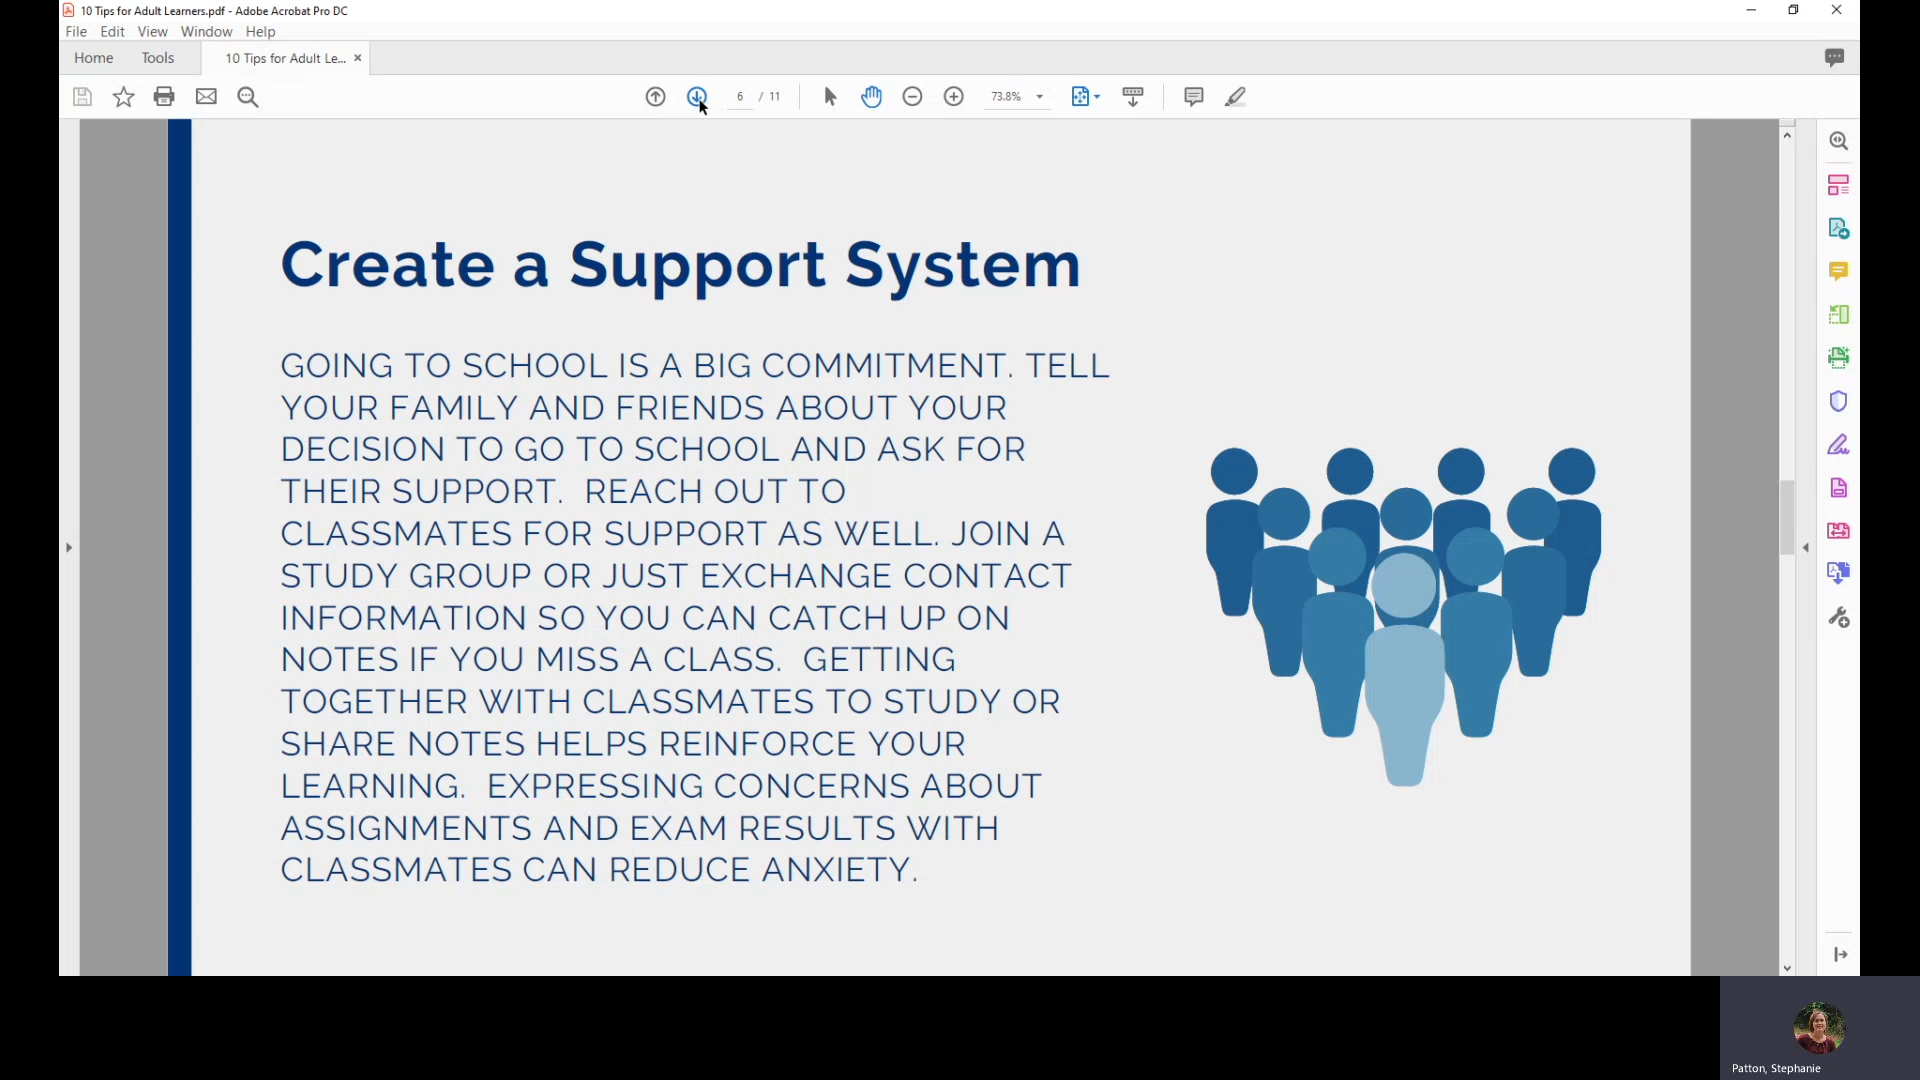 10 Tips for Adult Learners.pdf - Adobe Acrobat Pro DC
File Edit View Window Help
Home Tools 10 Tips for Adult Le... ×
6 / 11 73.8%
Create a Support System
GOING TO SCHOOL IS A BIG COMMITMENT. TELL
YOUR FAMILY AND FRIENDS ABOUT YOUR
DECISION TO GO TO SCHOOL AND ASK FOR
THEIR SUPPORT.  REACH OUT TO
CLASSMATES FOR SUPPORT AS WELL. JOIN A
STUDY GROUP OR JUST EXCHANGE CONTACT
INFORMATION SO YOU CAN CATCH UP ON
NOTES IF YOU MISS A CLASS.  GETTING
TOGETHER WITH CLASSMATES TO STUDY OR
SHARE NOTES HELPS REINFORCE YOUR
LEARNING.  EXPRESSING CONCERNS ABOUT
ASSIGNMENTS AND EXAM RESULTS WITH
CLASSMATES CAN REDUCE ANXIETY.
Patton, Stephanie